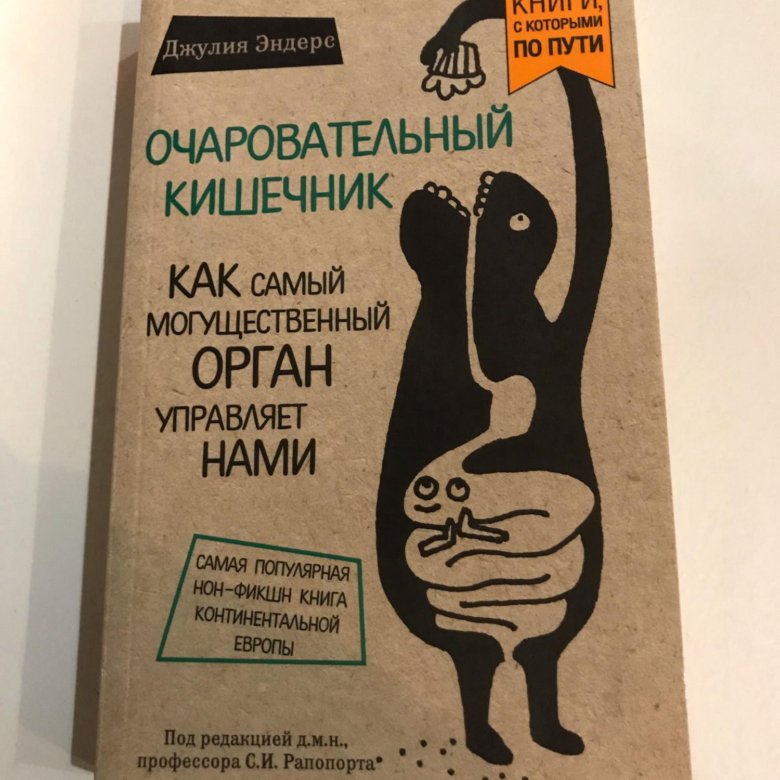 КНИГИ,
С КОТОРЫМИ
ПО ПУТИ
Джулия Эндерс
ОЧАРОВАТЕЛЬНЫЙ
КИШЕЧНИК
КАК САМЫЙ
МОГУЩЕСТВЕННЫЙ
ОРГАН
УПРАВЛЯЕТ
НАМИ
САМАЯ ПОПУЛЯРНАЯ
НОН-ФИКШН КНИГА
КОНТИНЕНТАЛЬНОЙ
ЕВРОПЫ
Под редакцией д.м.н.,
профессора С.И. Рапопорта